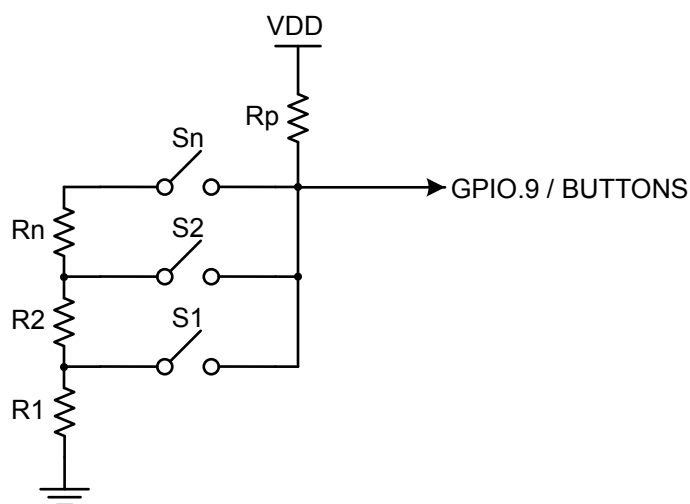 VDD
Rp
Sn
GPIO.9 / BUTTONS
Rn
S2
R2
S1
R1